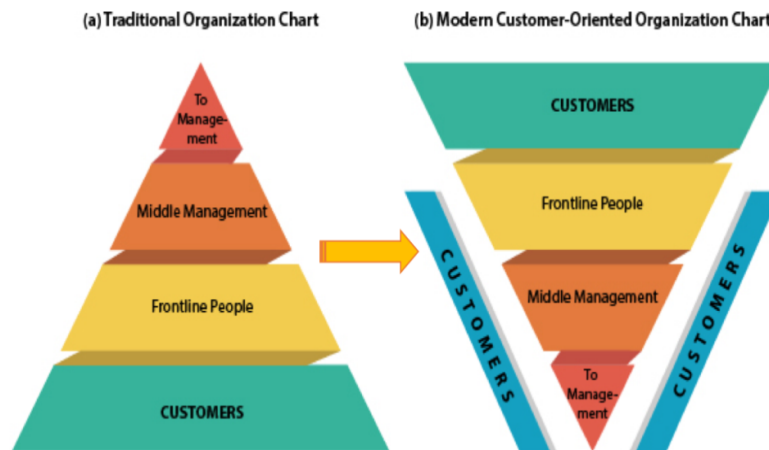 (a) Traditional Organization Chart
To
Manage-
ment
Middle Management
Frontline People
CUSTOMERS
(b) Modern Customer-Oriented Organization Chart
CUSTOMERS
Frontline People
Middle Management
To
Manage-
ment
CUSTOMERS
CUSTOMERS